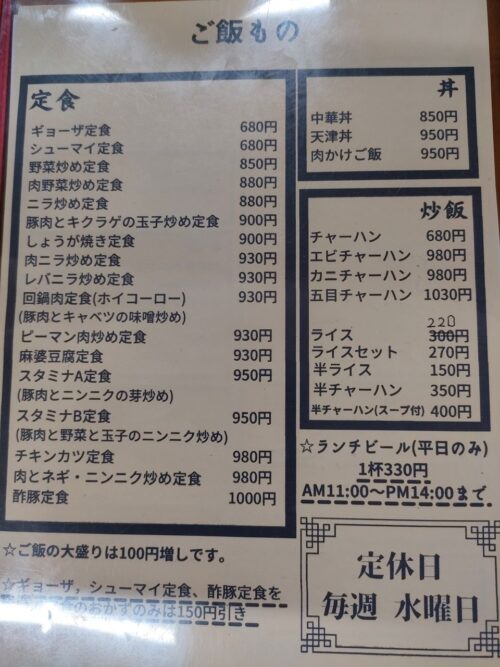 ご飯もの
定食
ギョーザ定食 680円
シューマイ定食 680円
野菜炒め定食 850円
肉野菜炒め定食 880円
ニラ炒め定食 880円
豚肉とキクラゲの玉子炒め定食 900円
しょうが焼き定食 900円
肉ニラ炒め定食 930円
レバニラ炒め定食 930円
回鍋肉定食(ホイコーロー) 930円
(豚肉とキャベツの味噌炒め)
ピーマン肉炒め定食 930円
麻婆豆腐定食 930円
スタミナA定食 950円
(豚肉とニンニクの芽炒め)
スタミナB定食 950円
(豚肉と野菜と玉子のニンニク炒め)
チキンカツ定食 980円
肉とネギ・ニンニク炒め定食 980円
酢豚定食 1000円
☆ご飯の大盛りは100円増しです。
☆ギョーザ，シューマイ定食、酢豚定食を
のおかずのみは150円引き
丼
中華丼 850円
天津丼 950円
肉かけご飯 950円
炒飯
チャーハン 680円
エビチャーハン 980円
カニチャーハン 980円
五目チャーハン 1030円
220
ライス 300円
ライスセット 270円
半ライス 150円
半チャーハン 350円
半チャーハン(スープ付) 400円
☆ランチビール(平日のみ)
1杯330円
AM11:00〜PM14:00まで
定休日
毎週 水曜日